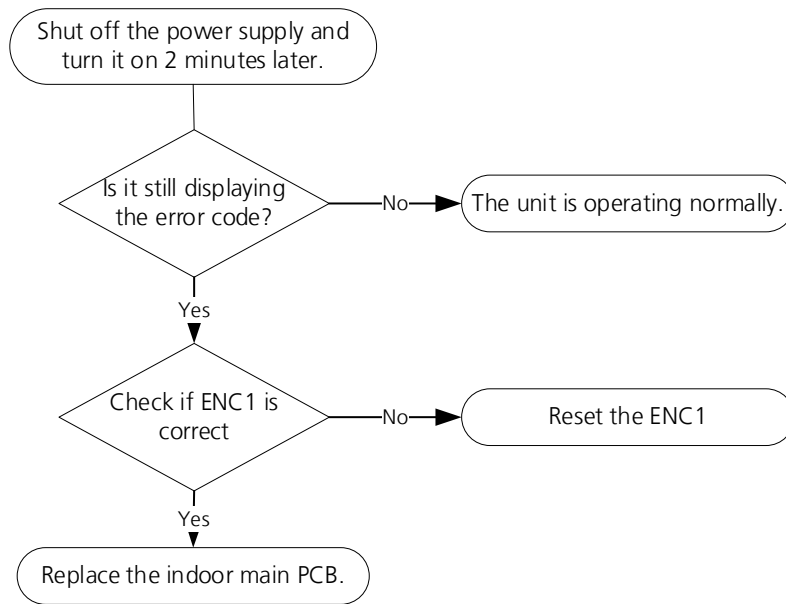 Shut off the power supply and
turn it on 2 minutes later.
Is it still displaying
the error code?
No
The unit is operating normally.
Yes
Check if ENC1 is
correct
No
Reset the ENC1
Yes
Replace the indoor main PCB.